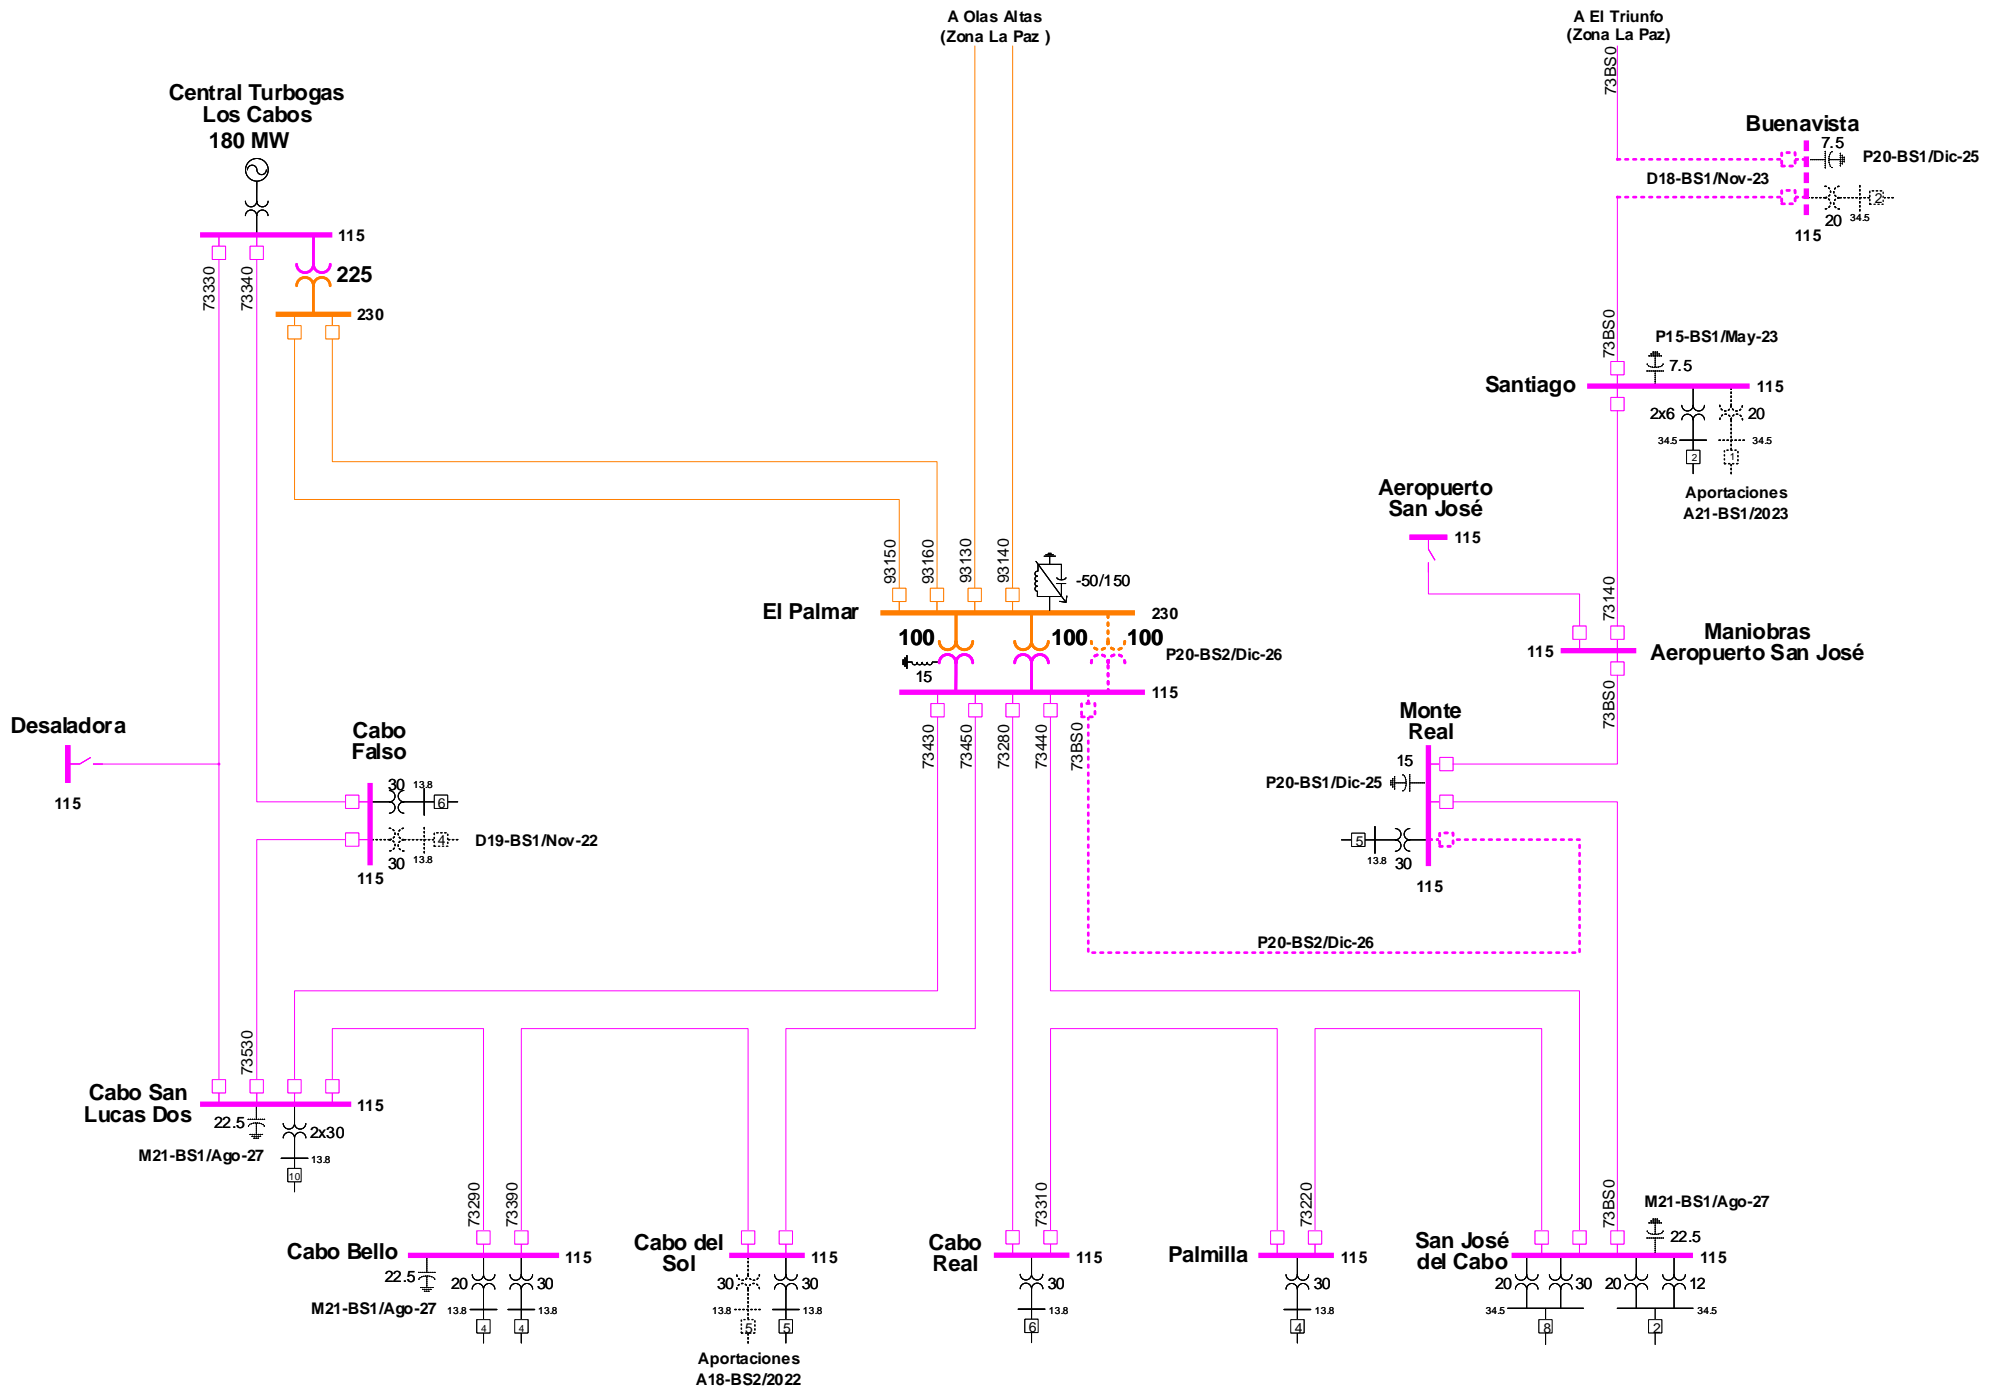 A Olas Altas
(Zona La Paz )
A El Triunfo
(Zona La Paz)
73BS0
Central Turbogas
Los Cabos
180 MW
Buenavista
7.5
P20-BS1/Dic-25
D18-BS1/Nov-23
2
20
34.5
115
115
73330
73340
225
230
73BS0
P15-BS1/May-23
7.5
Santiago
115
2x6
20
34.5
34.5
2
1
Aportaciones
A21-BS1/2023
Aeropuerto
San José
115
93150
93160
93130
93140
-50/150
El Palmar
230
73140
100
100
100
P20-BS2/Dic-26
15
115
115
Maniobras
Aeropuerto San José
73BS0
73430
73450
73280
73440
73BS0
Desaladora
115
Cabo
Falso
30
13.8
6
4
D19-BS1/Nov-22
30
13.8
115
Monte
Real
15
P20-BS1/Dic-25
5
13.8
30
115
P20-BS2/Dic-26
73530
Cabo San
Lucas Dos
115
22.5
2x30
M21-BS1/Ago-27
13.8
10
73290
73390
Cabo Bello
115
22.5
20
30
M21-BS1/Ago-27
13.8
13.8
4
4
Cabo del
Sol
115
30
30
13.8
13.8
5
5
Aportaciones
A18-BS2/2022
73310
Cabo
Real
115
30
13.8
6
73220
Palmilla
115
30
13.8
4
73BS0
M21-BS1/Ago-27
22.5
San José
del Cabo
115
20
30
20
12
34.5
34.5
8
2